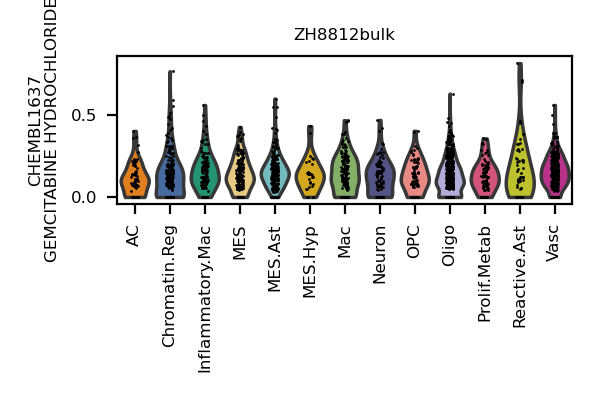 ZH8812bulk
CHEMBL1637
GEMCITABINE HYDROCHLORIDE
0.5
0.0
AC
Chromatin.Reg
Inflammatory.Mac
MES
MES.Ast
MES.Hyp
Mac
Neuron
OPC
Oligo
Prolif.Metab
Reactive.Ast
Vasc